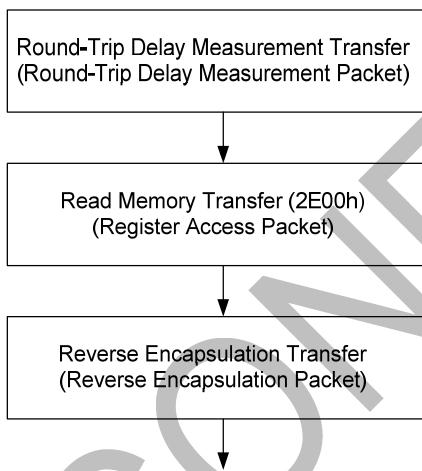 Round-Trip Delay Measurement Transfer
(Round-Trip Delay Measurement Packet)
Read Memory Transfer (2E00h)
(Register Access Packet)
Reverse Encapsulation Transfer
(Reverse Encapsulation Packet)